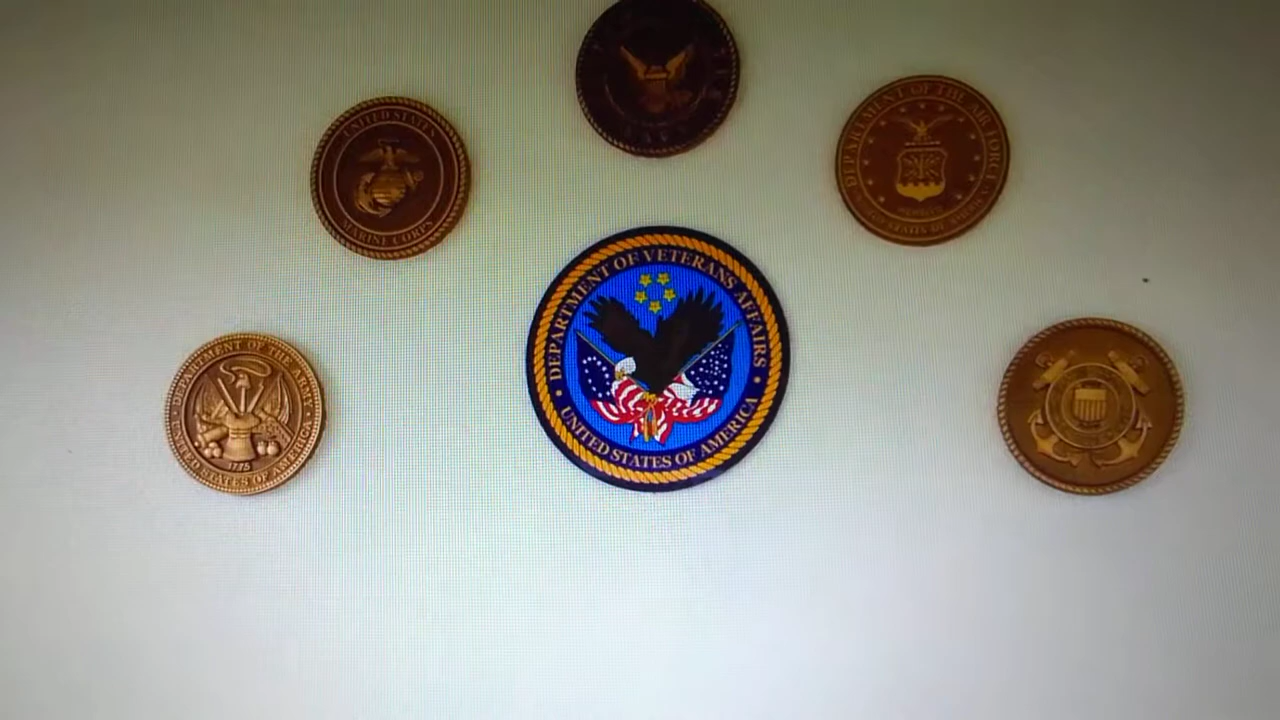 UNITED STATES
MARINE CORPS
DEPARTMENT OF THE AIR FORCE
STATES OF AMERICA
DEPARTMENT OF VETERANS AFFAIRS
UNITED STATES OF AMERICA
DEPARTMENT OF THE ARMY
UNITED STATES OF AMERICA
1775